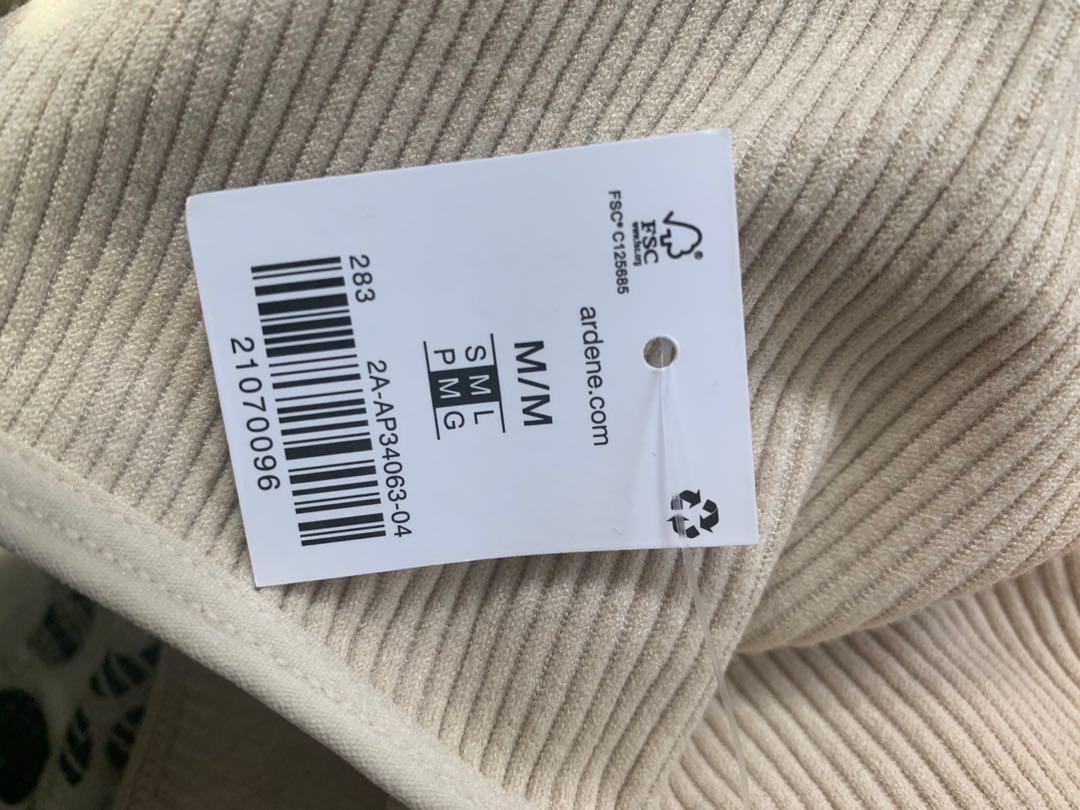 FSC®
www.fsc.org
FSC® C125685
ardene.com
M/M
S M L
P M G
283
2A-AP34063-04
21070096